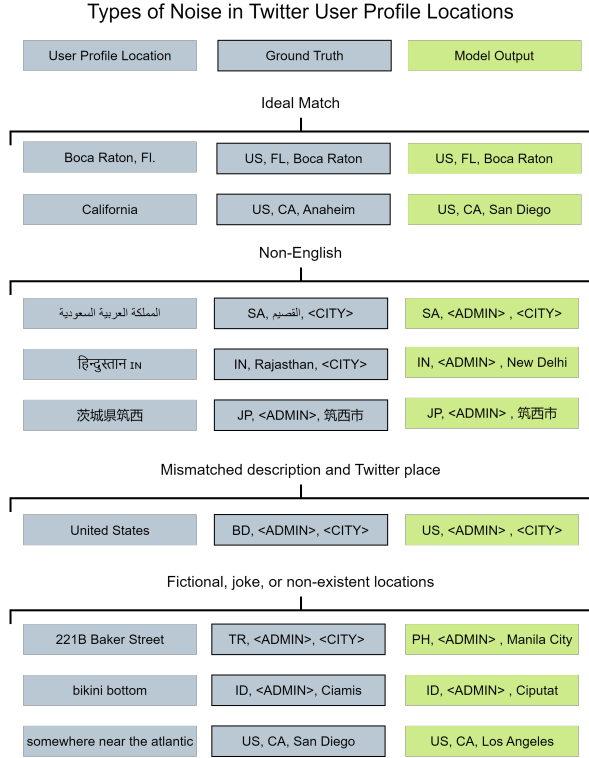 Types of Noise in Twitter User Profile Locations
User Profile Location
Ground Truth
Model Output
Ideal Match
Boca Raton, Fl.
US, FL, Boca Raton
US, FL, Boca Raton
California
US, CA, Anaheim
US, CA, San Diego
Non-English
المملكة العربية السعودية
SA, القصيم, <CITY>
SA, <ADMIN> , <CITY>
हिन्दुस्तान ɪɴ
IN, Rajasthan, <CITY>
IN, <ADMIN> , New Delhi
茨城県筑西
JP, <ADMIN>, 筑西市
JP, <ADMIN> , 筑西市
Mismatched description and Twitter place
United States
BD, <ADMIN>, <CITY>
US, <ADMIN> , <CITY>
Fictional, joke, or non-existent locations
221B Baker Street
TR, <ADMIN>, <CITY>
PH, <ADMIN> , Manila City
bikini bottom
ID, <ADMIN>, Ciamis
ID, <ADMIN> , Ciputat
somewhere near the atlantic
US, CA, San Diego
US, CA, Los Angeles